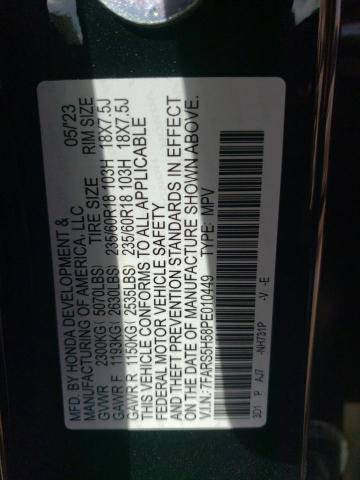 MFD. BY HONDA DEVELOPMENT & 05/23
MANUFACTURING OF AMERICA, LLC
TIRE SIZE RIM SIZE
GVWR 2300KG( 5070LBS)
GAWR F 1193KG( 2630LBS) 235/60R18 103H 18X7.5J
GAWR R 1150KG( 2535LBS) 235/60R18 103H 18X7.5J
THIS VEHICLE CONFORMS TO ALL APPLICABLE
FEDERAL MOTOR VEHICLE SAFETY
AND THEFT PREVENTION STANDARDS IN EFFECT
ON THE DATE OF MANUFACTURE SHOWN ABOVE.
V.I.N.: 7FARS5H58PE010449 TYPE: MPV
3D1 P AJ7 -NH731P -V -E